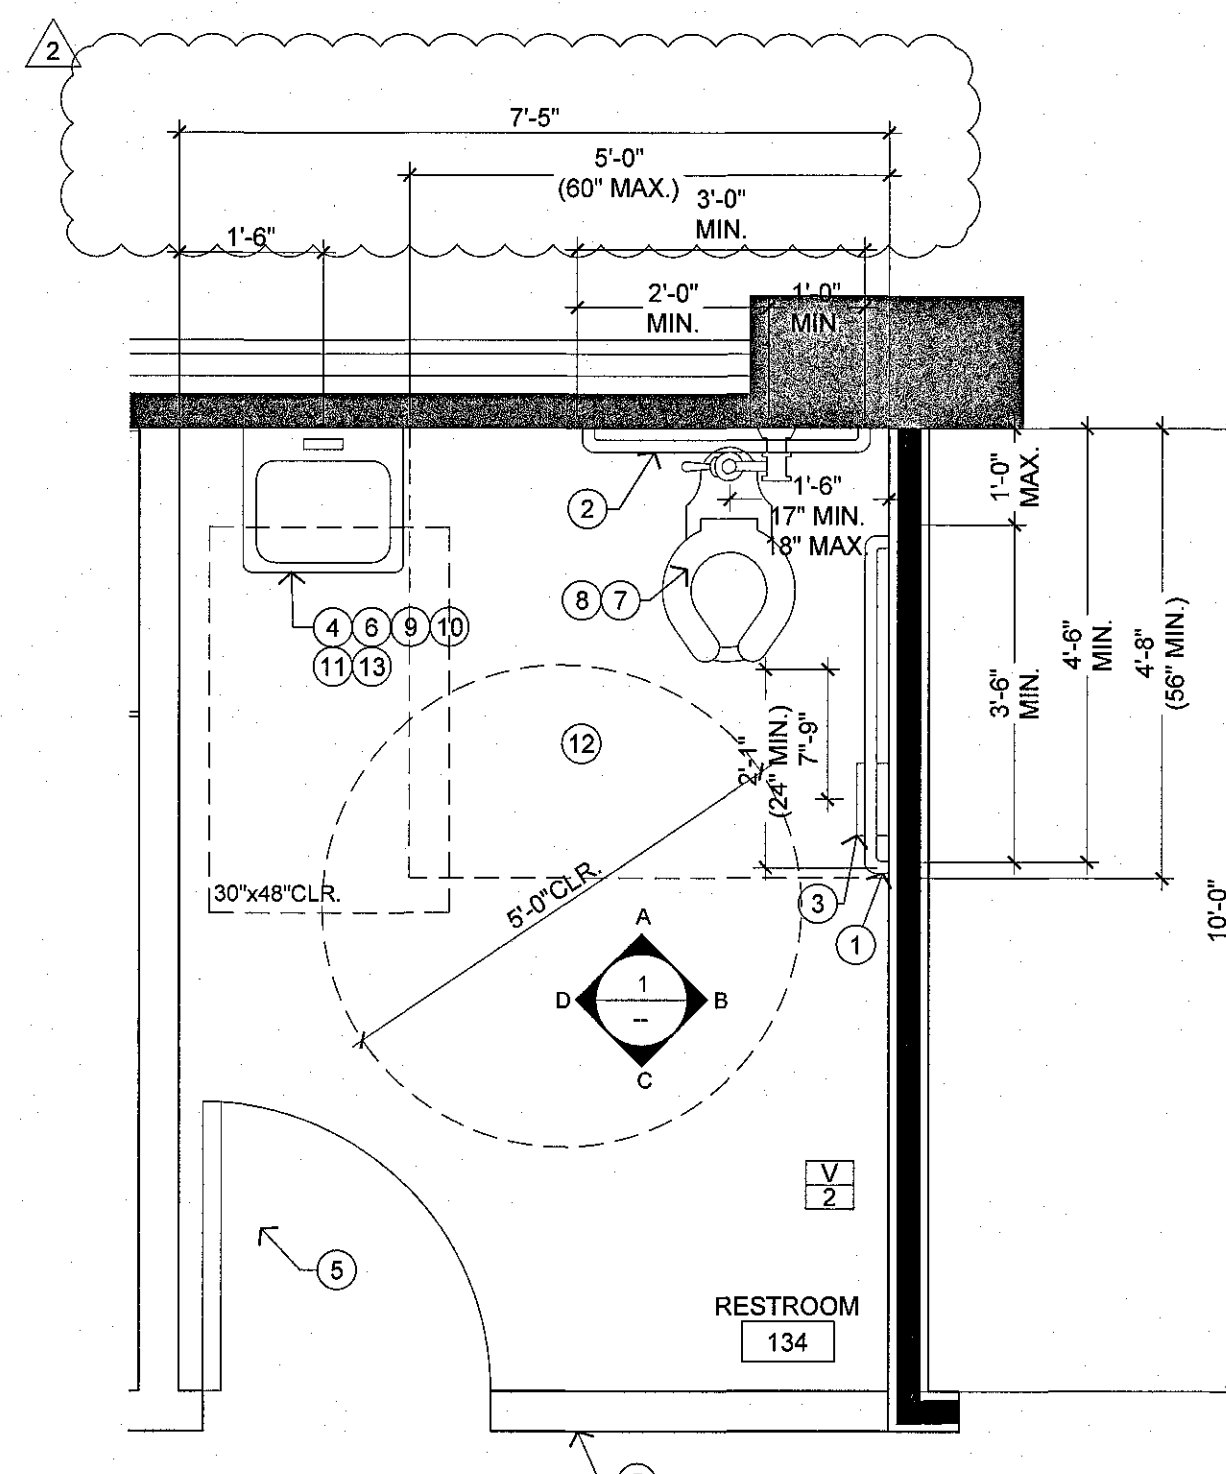 2
7'-5"
5'-0"
(60" MAX.)
3'-0"
MIN.
1'-6"
2'-0"
MIN.
1'-0"
MIN.
1'-0"
MAX.
1'-6"
17" MIN.
18" MAX
2
8 7
4 6 9 10
11 13
3'-6"
MIN.
4'-6"
MIN.
4'-8"
(56" MIN.)
12
2'-1"
(24" MIN.)
7"-9"
30"x48"CLR.
5'-0"CLR.
3
1
10'-0"
A
D
1
--
B
C
V
2
5
RESTROOM
134